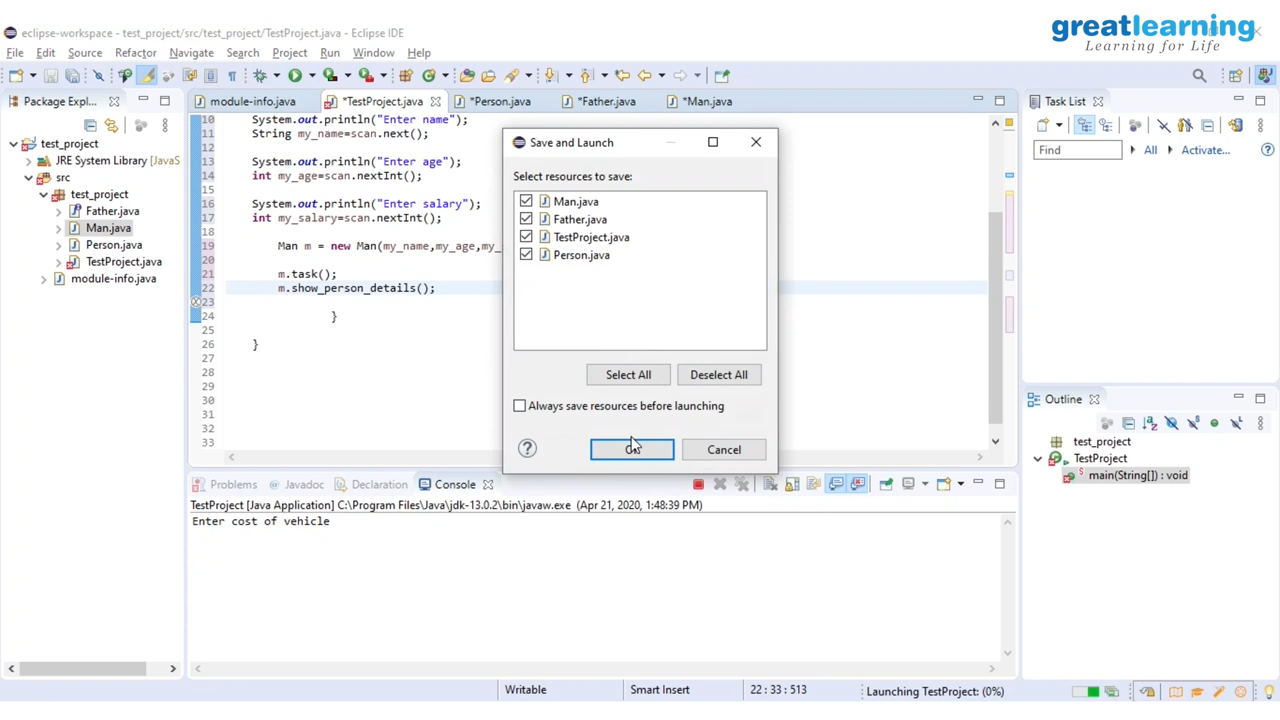 greatlearning
Learning for Life
eclipse-workspace - test_project/src/test_project/TestProject.java - Eclipse IDE
File Edit Source Refactor Navigate Search Project Run Window Help
Package Expl...
test_project
JRE System Library [JavaS
src
test_project
Father.java
Man.java
Person.java
TestProject.java
module-info.java
module-info.java *TestProject.java *Person.java *Father.java *Man.java
10 System.out.println("Enter name");
11 String my_name=scan.next();
12
13 System.out.println("Enter age");
14 int my_age=scan.nextInt();
15
16 System.out.println("Enter salary");
17 int my_salary=scan.nextInt();
18
19 Man m = new Man(my_name,my_age,my_s
20
21 m.task();
22 m.show_person_details();
23
24 }
25
26 }
27
28
29
30
31
32
33
Save and Launch
Select resources to save:
Man.java
Father.java
TestProject.java
Person.java
Select All Deselect All
Always save resources before launching
Cancel
Task List
Find All Activate...
Outline
test_project
TestProject
main(String[]) : void
Problems @ Javadoc Declaration Console
TestProject [Java Application] C:\Program Files\Java\jdk-13.0.2\bin\javaw.exe (Apr 21, 2020, 1:48:39 PM)
Enter cost of vehicle
Writable Smart Insert 22 : 33 : 513 Launching TestProject: (0%)